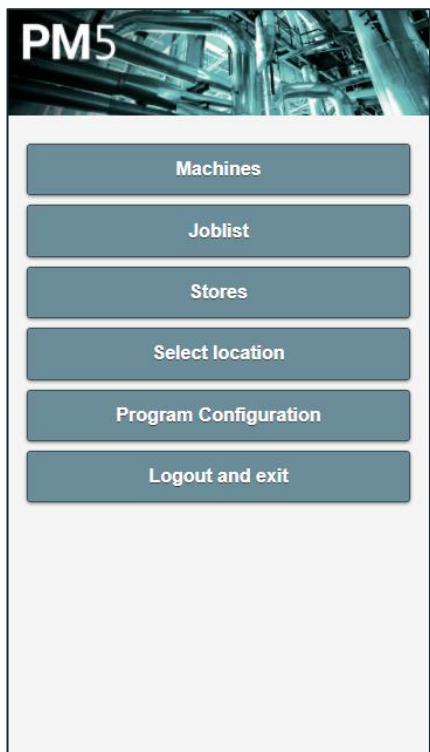 PM5
Machines
Joblist
Stores
Select location
Program Configuration
Logout and exit